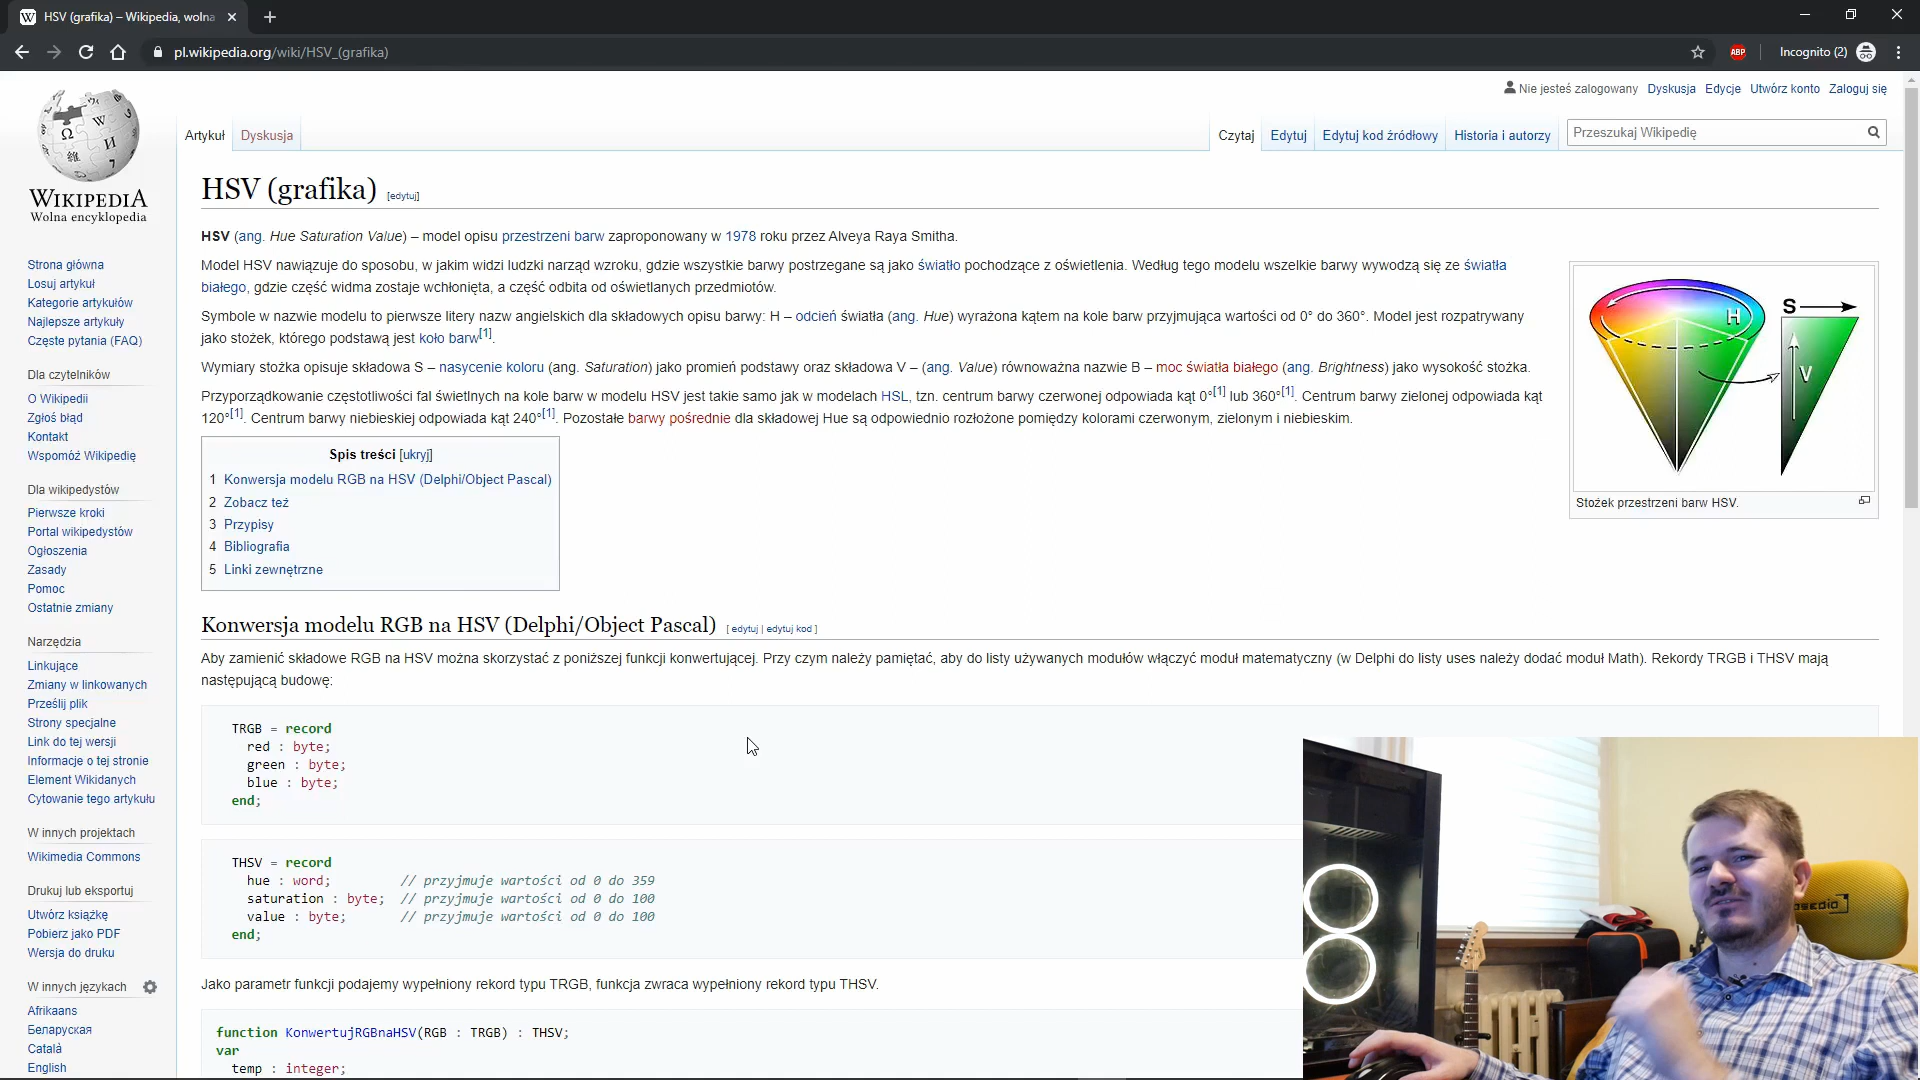 HSV (grafika) – Wikipedia, wolna
pl.wikipedia.org/wiki/HSV_(grafika)
ABP
Incognito (2)
WIKIPEDIA
Wolna encyklopedia
Nie jesteś zalogowany Dyskusja Edycje Utwórz konto Zaloguj się
Artykuł Dyskusja Czytaj Edytuj Edytuj kod źródłowy Historia i autorzy Przeszukaj Wikipedię
Strona główna
Losuj artykuł
Kategorie artykułów
Najlepsze artykuły
Częste pytania (FAQ)
Dla czytelników
O Wikipedii
Zgłoś błąd
Kontakt
Wspomóż Wikipedię
Dla wikipedystów
Pierwsze kroki
Portal wikipedystów
Ogłoszenia
Zasady
Pomoc
Ostatnie zmiany
Narzędzia
Linkujące
Zmiany w linkowanych
Prześlij plik
Strony specjalne
Link do tej wersji
Informacje o tej stronie
Element Wikidanych
Cytowanie tego artykułu
W innych projektach
Wikimedia Commons
Drukuj lub eksportuj
Utwórz książkę
Pobierz jako PDF
Wersja do druku
W innych językach
Afrikaans
Беларуская
Català
English
HSV (grafika) [edytuj]
HSV (ang. Hue Saturation Value) – model opisu przestrzeni barw zaproponowany w 1978 roku przez Alveya Raya Smitha.
Model HSV nawiązuje do sposobu, w jakim widzi ludzki narząd wzroku, gdzie wszystkie barwy postrzegane są jako światło pochodzące z oświetlenia. Według tego modelu wszelkie barwy wywodzą się ze światła
białego, gdzie część widma zostaje wchłonięta, a część odbita od oświetlanych przedmiotów.
Symbole w nazwie modelu to pierwsze litery nazw angielskich dla składowych opisu barwy: H – odcień światła (ang. Hue) wyrażona kątem na kole barw przyjmująca wartości od 0° do 360°. Model jest rozpatrywany
jako stożek, którego podstawą jest koło barw[1].
Wymiary stożka opisuje składowa S – nasycenie koloru (ang. Saturation) jako promień podstawy oraz składowa V – (ang. Value) równoważna nazwie B – moc światła białego (ang. Brightness) jako wysokość stożka.
Przyporządkowanie częstotliwości fal świetlnych na kole barw w modelu HSV jest takie samo jak w modelach HSL, tzn. centrum barwy czerwonej odpowiada kąt 0°[1] lub 360°[1]. Centrum barwy zielonej odpowiada kąt
120°[1]. Centrum barwy niebieskiej odpowiada kąt 240°[1]. Pozostałe barwy pośrednie dla składowej Hue są odpowiednio rozłożone pomiędzy kolorami czerwonym, zielonym i niebieskim.
H
S
V
Stożek przestrzeni barw HSV.
Spis treści [ukryj]
1 Konwersja modelu RGB na HSV (Delphi/Object Pascal)
2 Zobacz też
3 Przypisy
4 Bibliografia
5 Linki zewnętrzne
Konwersja modelu RGB na HSV (Delphi/Object Pascal) [ edytuj | edytuj kod ]
Aby zamienić składowe RGB na HSV można skorzystać z poniższej funkcji konwertującej. Przy czym należy pamiętać, aby do listy używanych modułów włączyć moduł matematyczny (w Delphi do listy uses należy dodać moduł Math). Rekordy TRGB i THSV mają
następującą budowę:
TRGB = record
red : byte;
green : byte;
blue : byte;
end;
THSV = record
hue : word; // przyjmuje wartości od 0 do 359
saturation : byte; // przyjmuje wartości od 0 do 100
value : byte; // przyjmuje wartości od 0 do 100
end;
Jako parametr funkcji podajemy wypełniony rekord typu TRGB, funkcja zwraca wypełniony rekord typu THSV.
function KonwertujRGBnaHSV(RGB : TRGB) : THSV;
var
temp : integer;